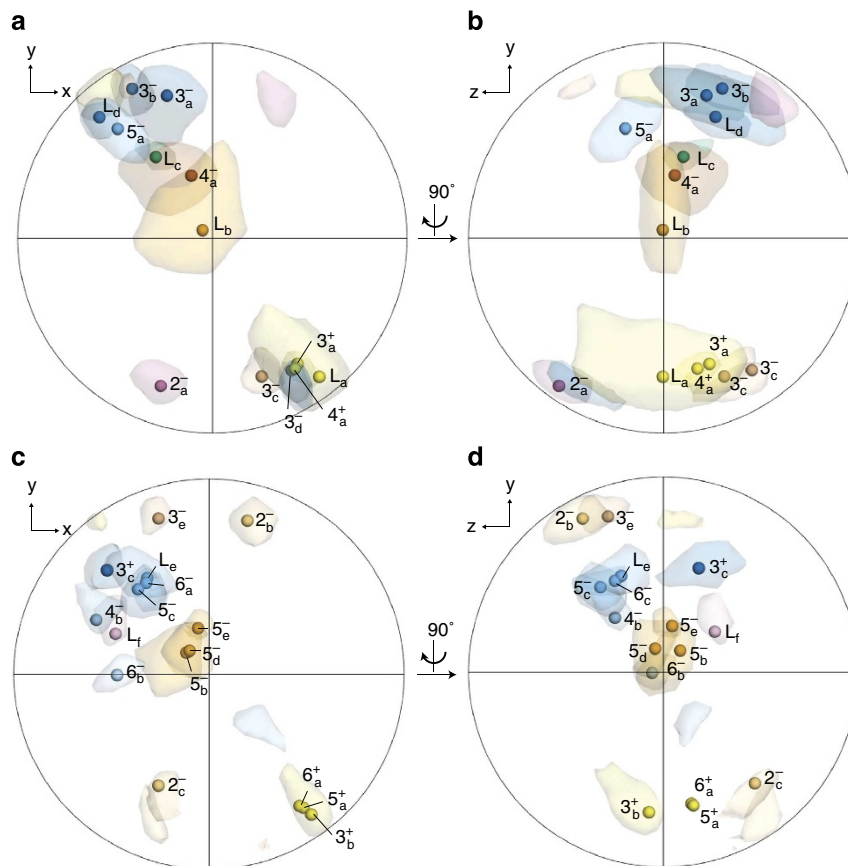 a
y
x
3b−
3a−
Ld
5a−
Lc
4a−
Lb
3a+
La
3c−
3d−
4a+
2a−
90°
b
y
z
3a−
3b−
Ld
5a−
Lc
4a−
Lb
3a+
La
4a+
3c−
3c−
2a−
c
y
x
3e−
2b−
3c+
Le
6a−
5c−
4b−
Lf
5e−
5d−
5b−
6b−
2c−
6a+
5a+
3b+
90°
d
y
z
2b−
3e−
Le
5c−
6c−
3c+
4b−
5e−
Lf
5d−
5b−
6b−
2c−
6a+
3b+
5a+